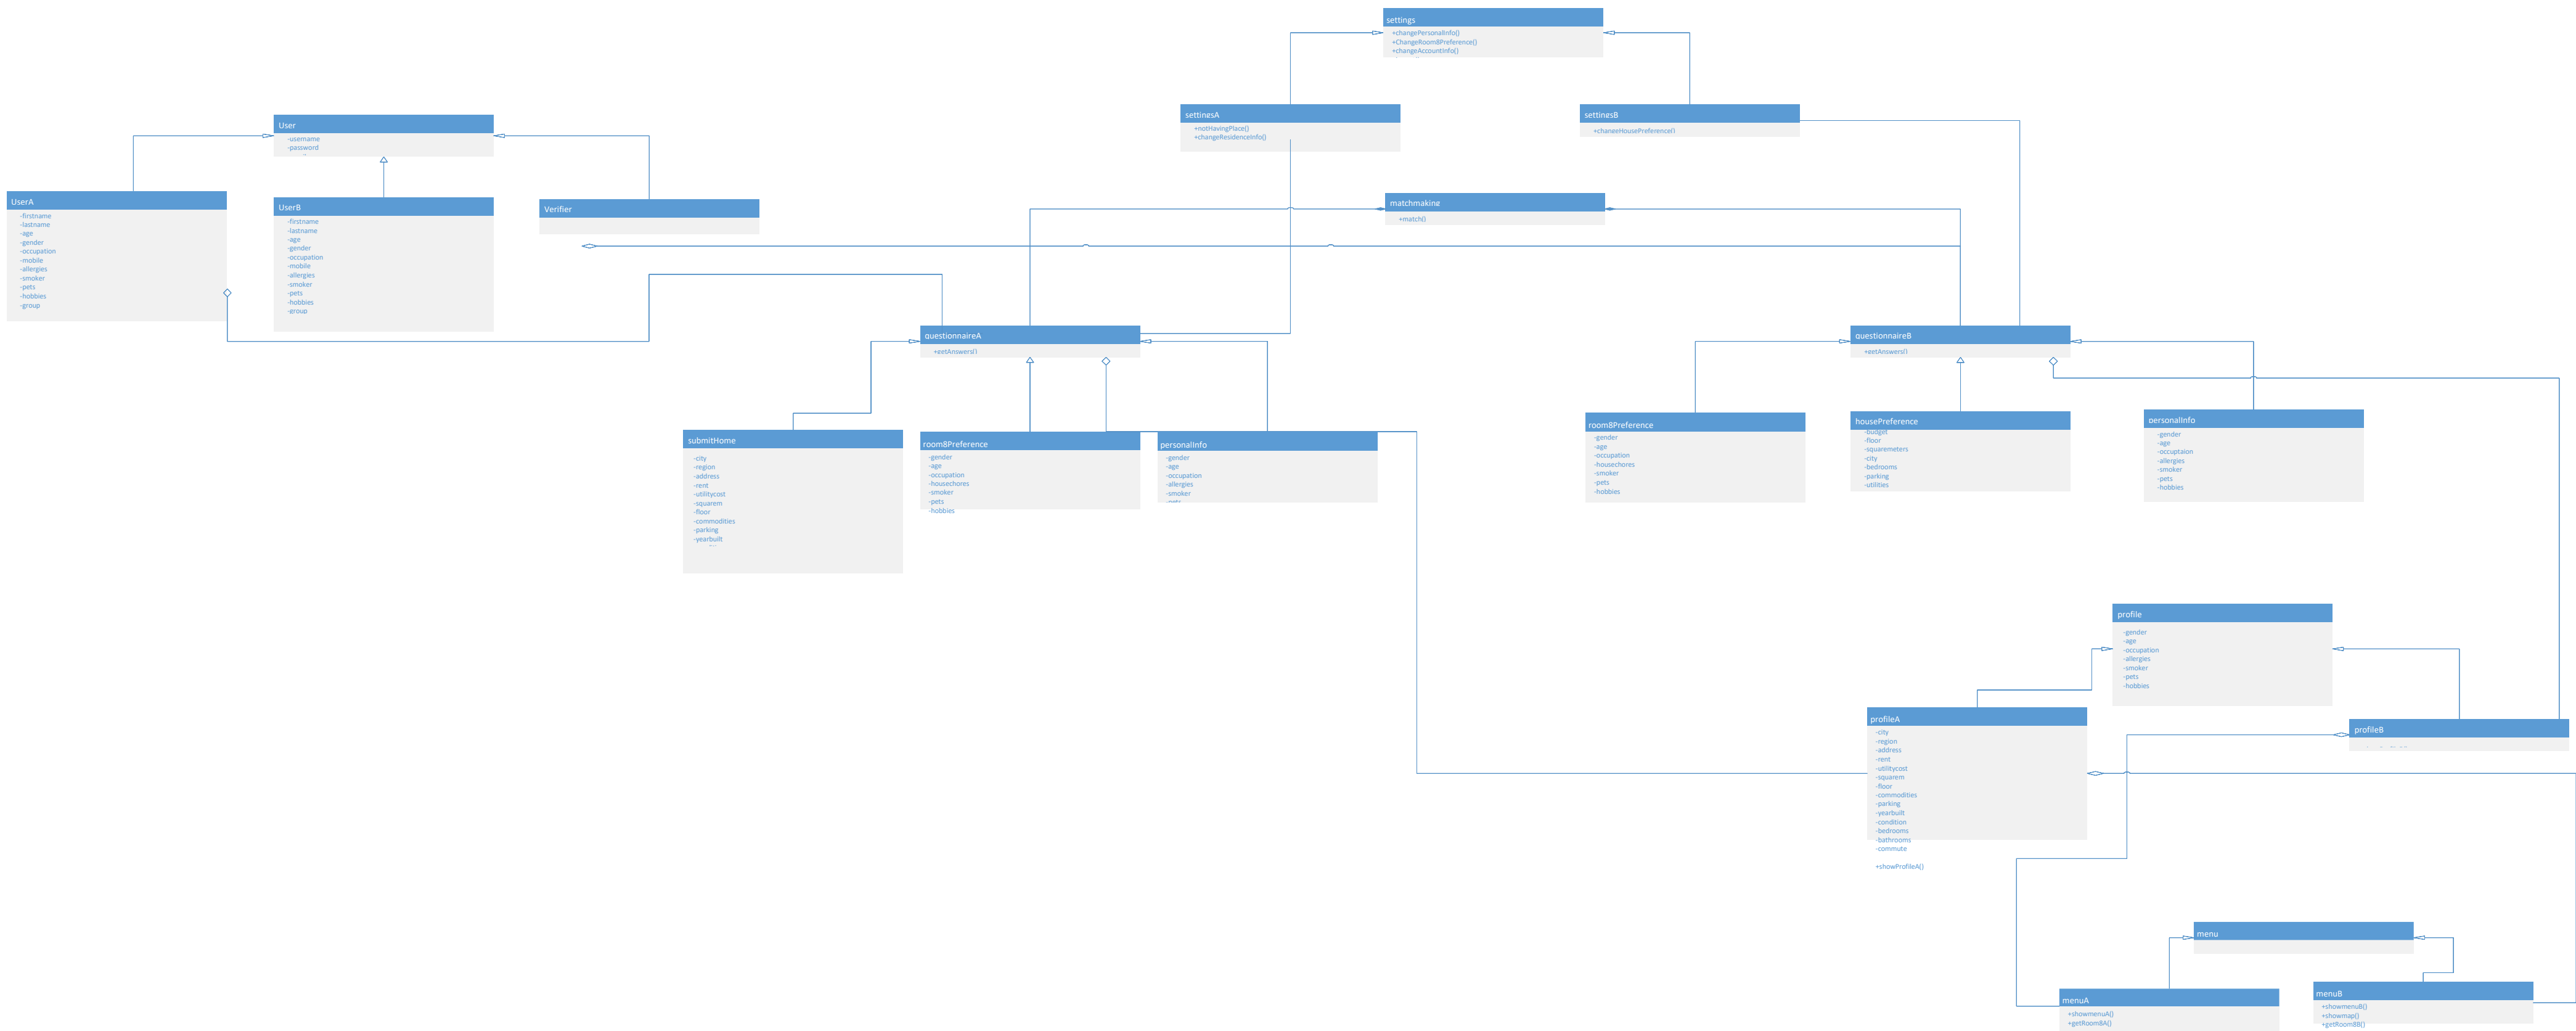 settings
+changePersonalInfo()
+ChangeRoom8Preference()
+changeAccountInfo()
settingsA
+notHavingPlace()
+changeResidenceInfo()
settingsB
+changeHousePreference()
User
-username
-password
UserA
-firstname
-lastname
-age
-gender
-occupation
-mobile
-allergies
-smoker
-pets
-hobbies
-group
UserB
-firstname
-lastname
-age
-gender
-occupation
-mobile
-allergies
-smoker
-pets
-hobbies
-group
Verifier
matchmaking
+match()
questionnaireA
+getAnswers()
questionnaireB
+getAnswers()
submitHome
-city
-region
-address
-rent
-utilitycost
-squarem
-floor
-commodities
-parking
-yearbuilt
room8Preference
-gender
-age
-occupation
-housechores
-smoker
-pets
-hobbies
personalInfo
-gender
-age
-occupation
-allergies
-smoker
-pets
room8Preference
-gender
-age
-occupation
-housechores
-smoker
-pets
-hobbies
housePreference
-budget
-floor
-squaremeters
-city
-bedrooms
-parking
-utilities
personalInfo
-gender
-age
-occuptaion
-allergies
-smoker
-pets
-hobbies
profile
-gender
-age
-occupation
-allergies
-smoker
-pets
-hobbies
profileA
-city
-region
-address
-rent
-utilitycost
-squarem
-floor
-commodities
-parking
-yearbuilt
-condition
-bedrooms
-bathrooms
-commute
+showProfileA()
profileB
menu
menuA
+showmenuA()
+getRoom8A()
menuB
+showmenuB()
+showmap()
+getRoom8B()